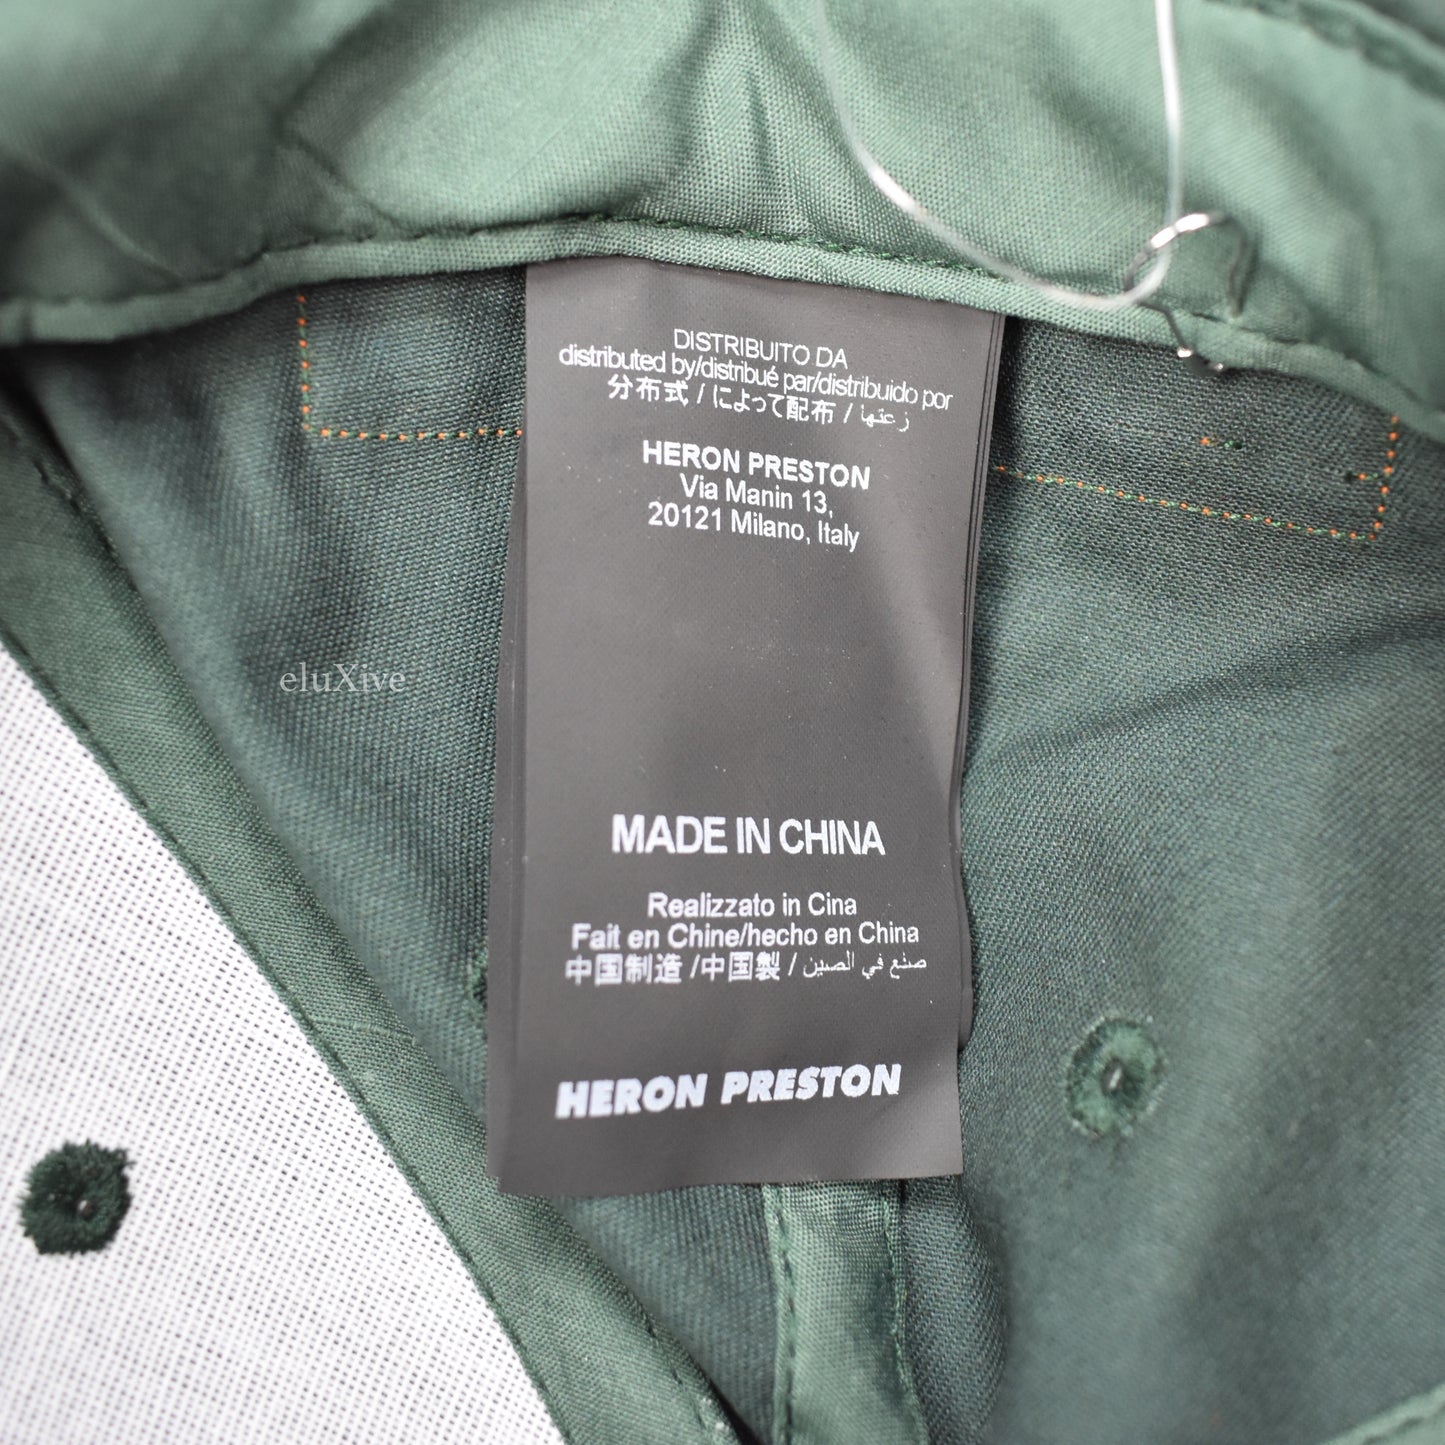 DISTRIBUITO DA
distributed by/distribué par/distribuido por
分布式 / によって配布 / زعتها
HERON PRESTON
Via Manin 13,
20121 Milano, Italy
eluXive
MADE IN CHINA
Realizzato in Cina
Fait en Chine/hecho en China
中国制造 /中国製 / صنع في الصين
HERON PRESTON